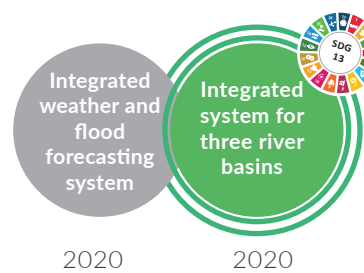 SDG
13
Integrated
weather and
flood
forecasting
system
Integrated
system for
three river
basins
2020
2020